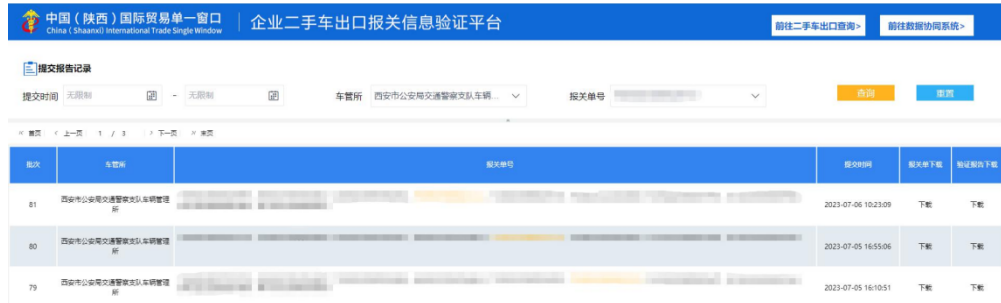 中国（陕西）国际贸易单一窗口
China ( Shaanxi) International Trade Single Window
企业二手车出口报关信息验证平台
前往二手车出口查询>
前往数据协同系统>
提交报告记录
提交时间 无限制 - 无限制 车管所 西安市公安局交通警察支队车辆... 报关单号 查询 重置
« 首页 < 上一页 1 / 3 > 下一页 » 末页
批次 车管所 报关单号 提交时间 报关单下载 验证报告下载
81 西安市公安局交通警察支队车辆管理所 2023-07-06 10:23:09 下载 下载
80 西安市公安局交通警察支队车辆管理所 2023-07-05 16:55:06 下载 下载
79 西安市公安局交通警察支队车辆管理所 2023-07-05 16:10:51 下载 下载